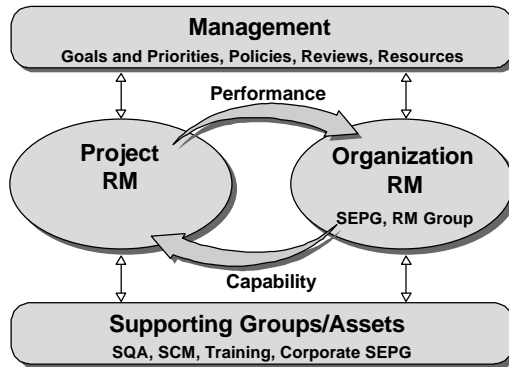 Management
Goals and Priorities, Policies, Reviews, Resources
Performance
Project
RM
Organization
RM
SEPG, RM Group
Capability
Supporting Groups/Assets
SQA, SCM, Training, Corporate SEPG